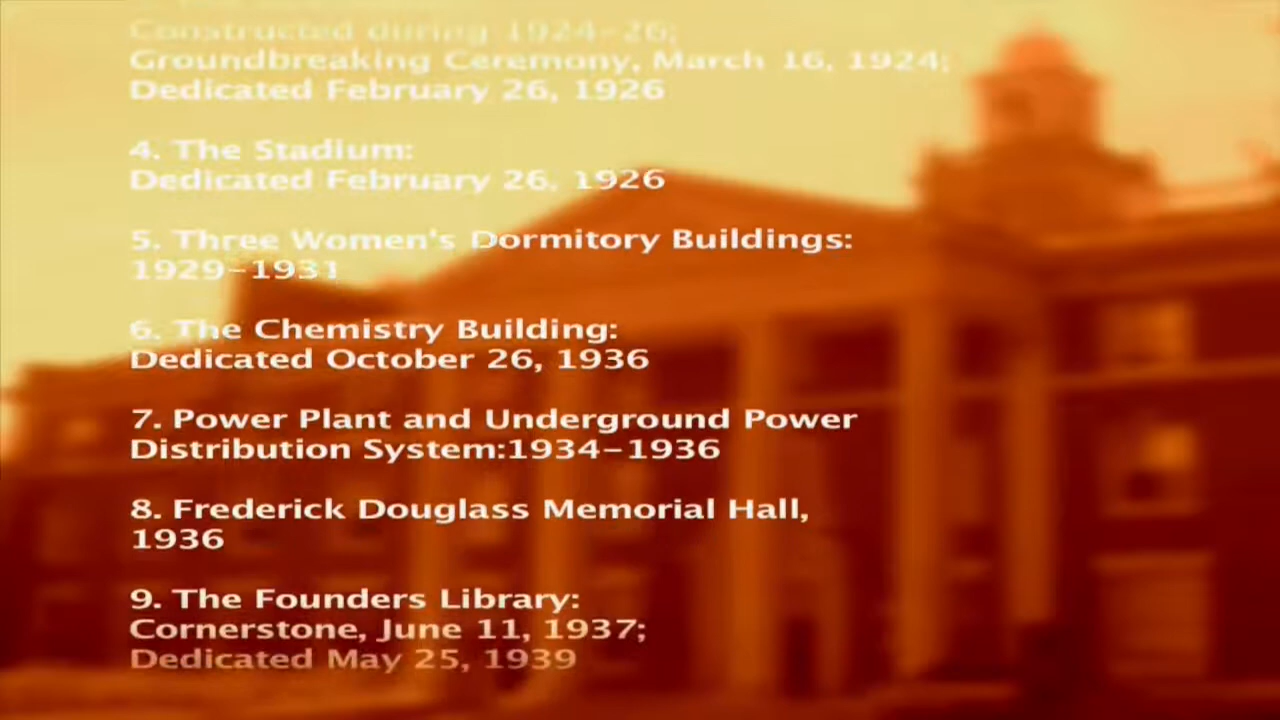 Constructed during 1924-26;
Groundbreaking Ceremony, March 16, 1924;
Dedicated February 26, 1926
4. The Stadium:
Dedicated February 26, 1926
5. Three Women's Dormitory Buildings:
1929-1931
6. The Chemistry Building:
Dedicated October 26, 1936
7. Power Plant and Underground Power
Distribution System:1934-1936
8. Frederick Douglass Memorial Hall,
1936
9. The Founders Library:
Cornerstone, June 11, 1937;
Dedicated May 25, 1939